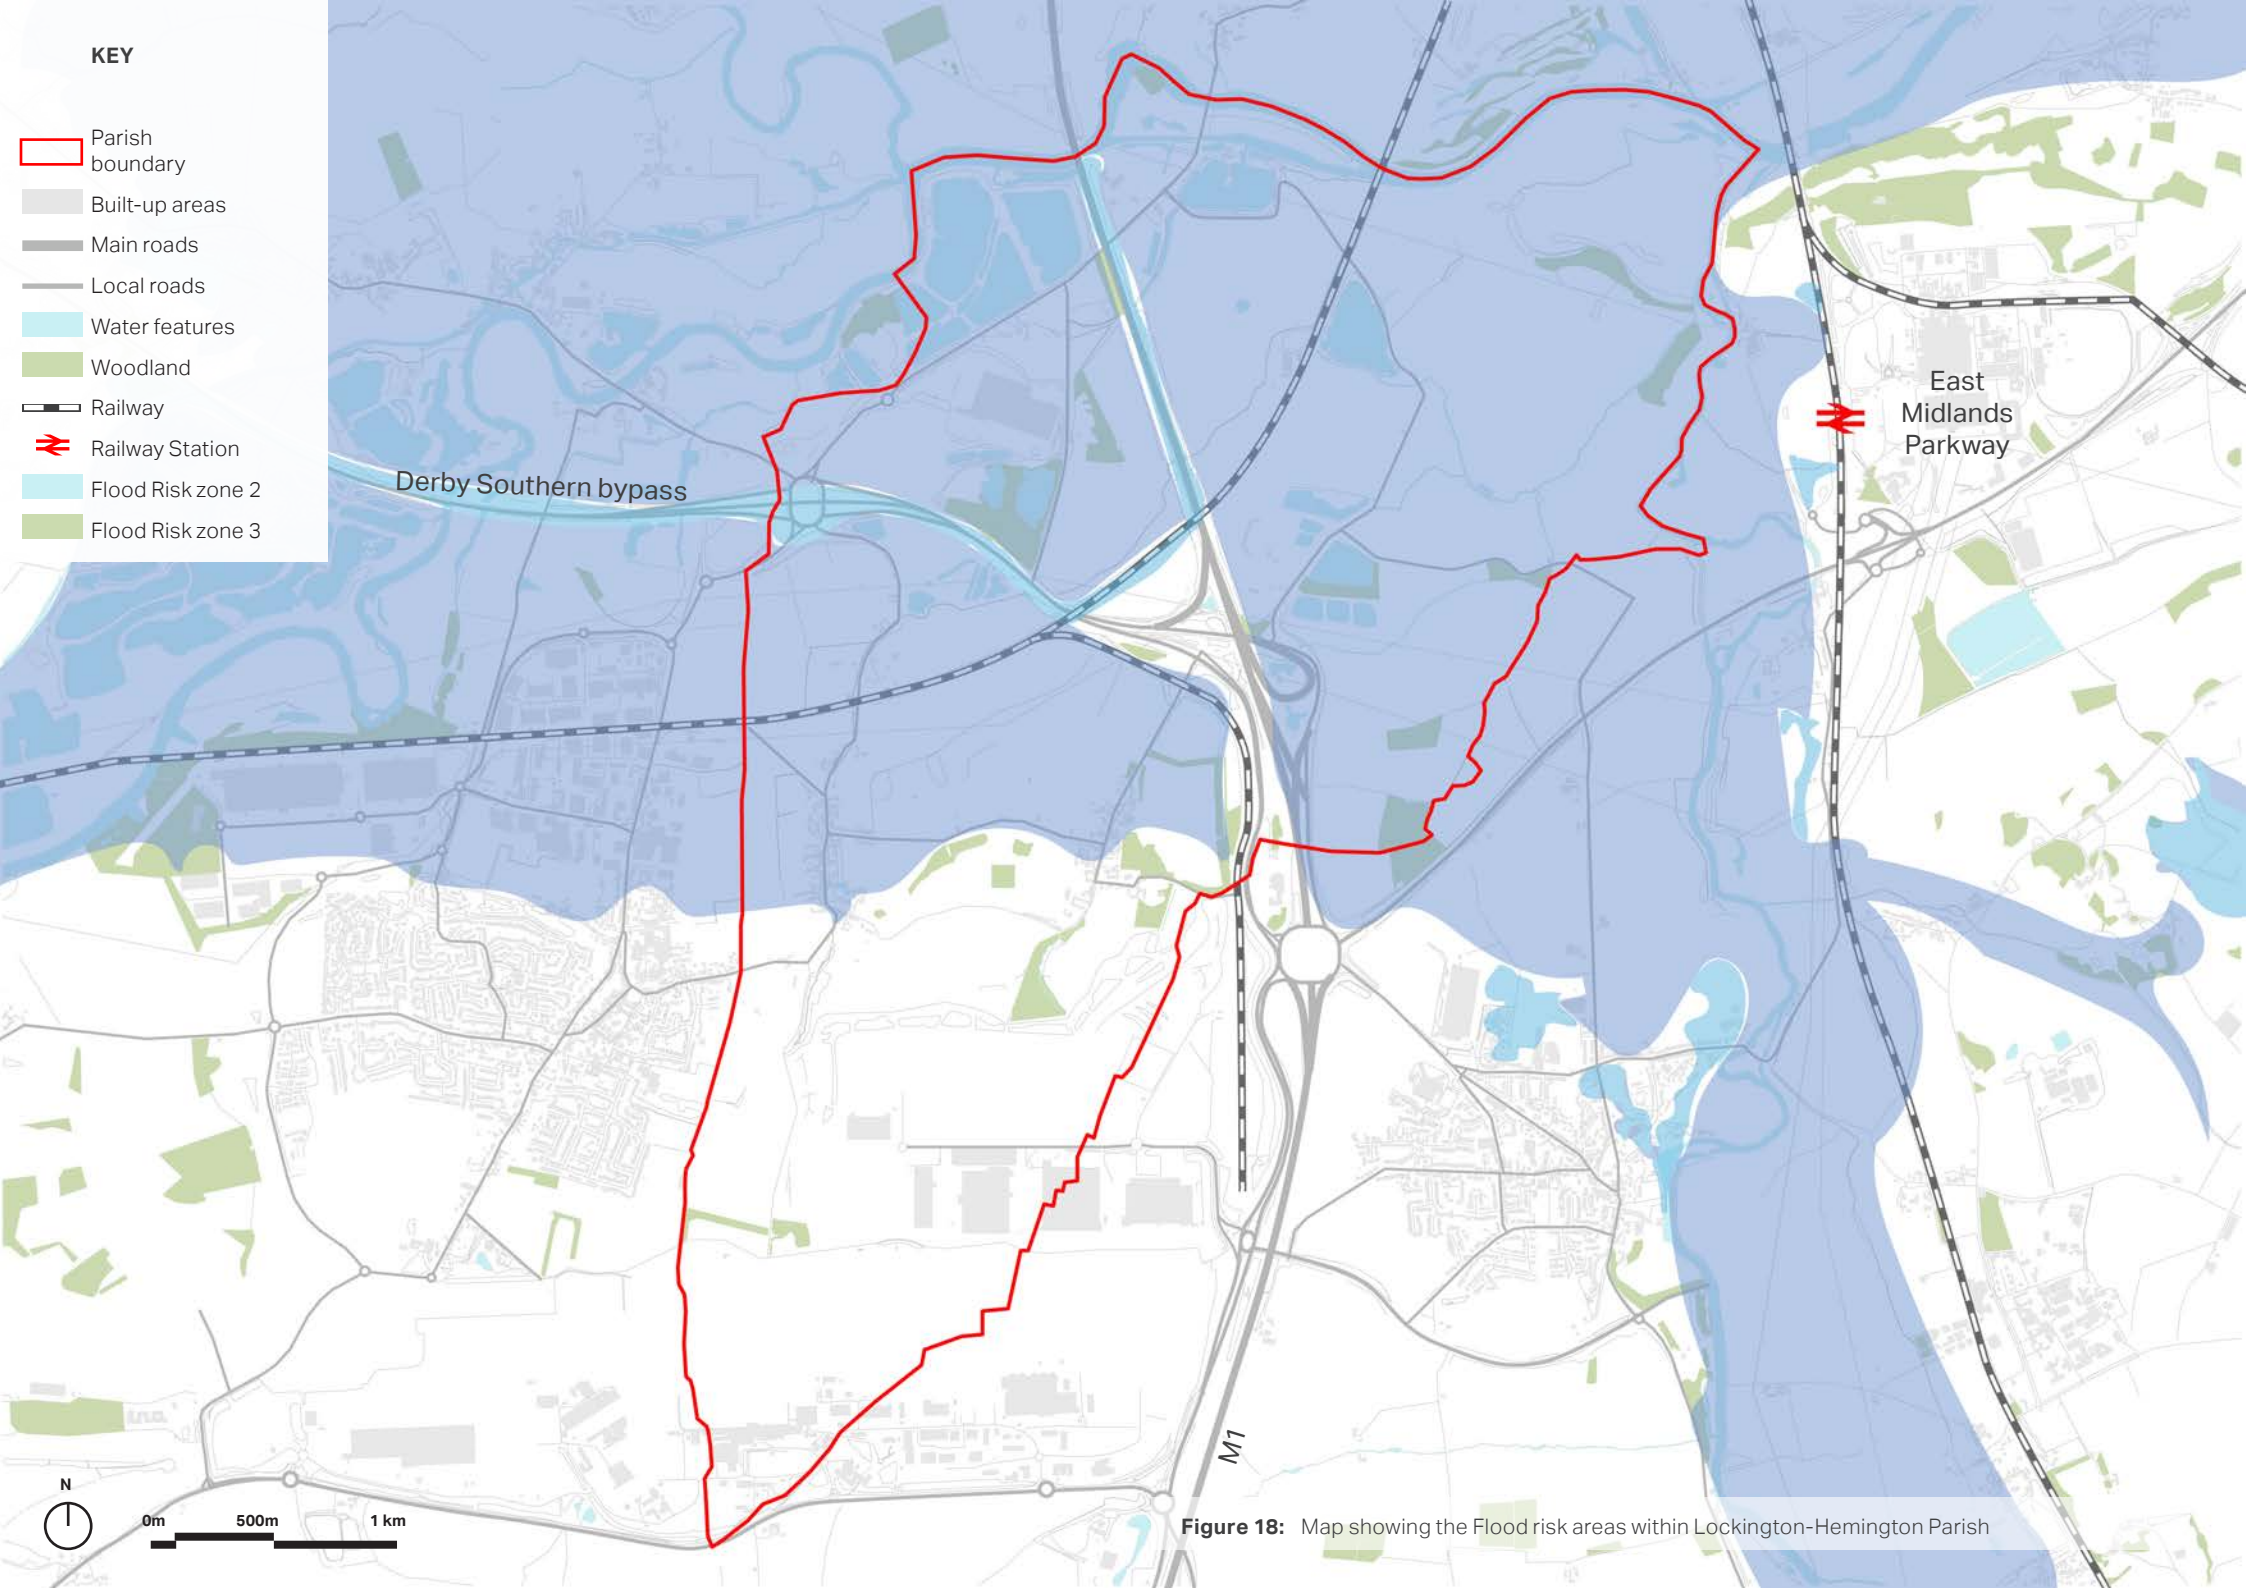 KEY
Parish
boundary
Built-up areas
Main roads
Local roads
Water features
Woodland
Railway
Railway Station
Flood Risk zone 2
Flood Risk zone 3
Derby Southern bypass
East
Midlands
Parkway
M1
N
0m 500m 1 km
Figure 18: Map showing the Flood risk areas within Lockington-Hemington Parish